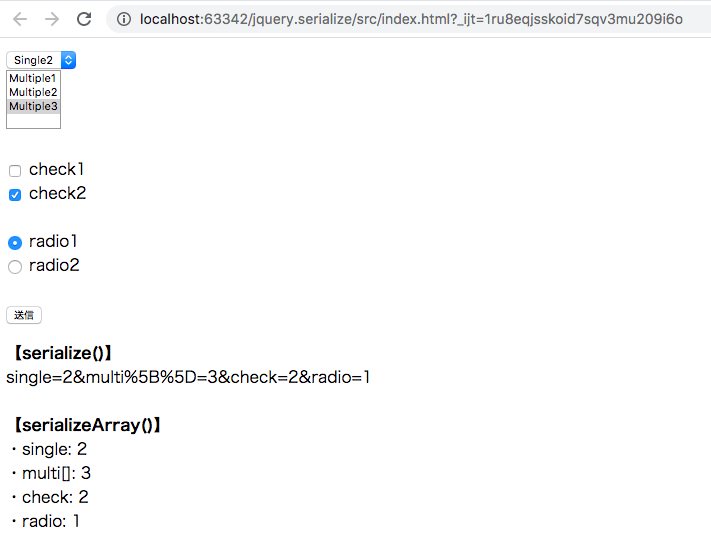 localhost:63342/jquery.serialize/src/index.html?_ijt=1ru8eqjsskoid7sqv3mu209i6o
Single2
Multiple1
Multiple2
Multiple3
check1
check2
radio1
radio2
送信
【serialize()】
single=2&multi%5B%5D=3&check=2&radio=1
【serializeArray()】
・single: 2
・multi[]: 3
・check: 2
・radio: 1